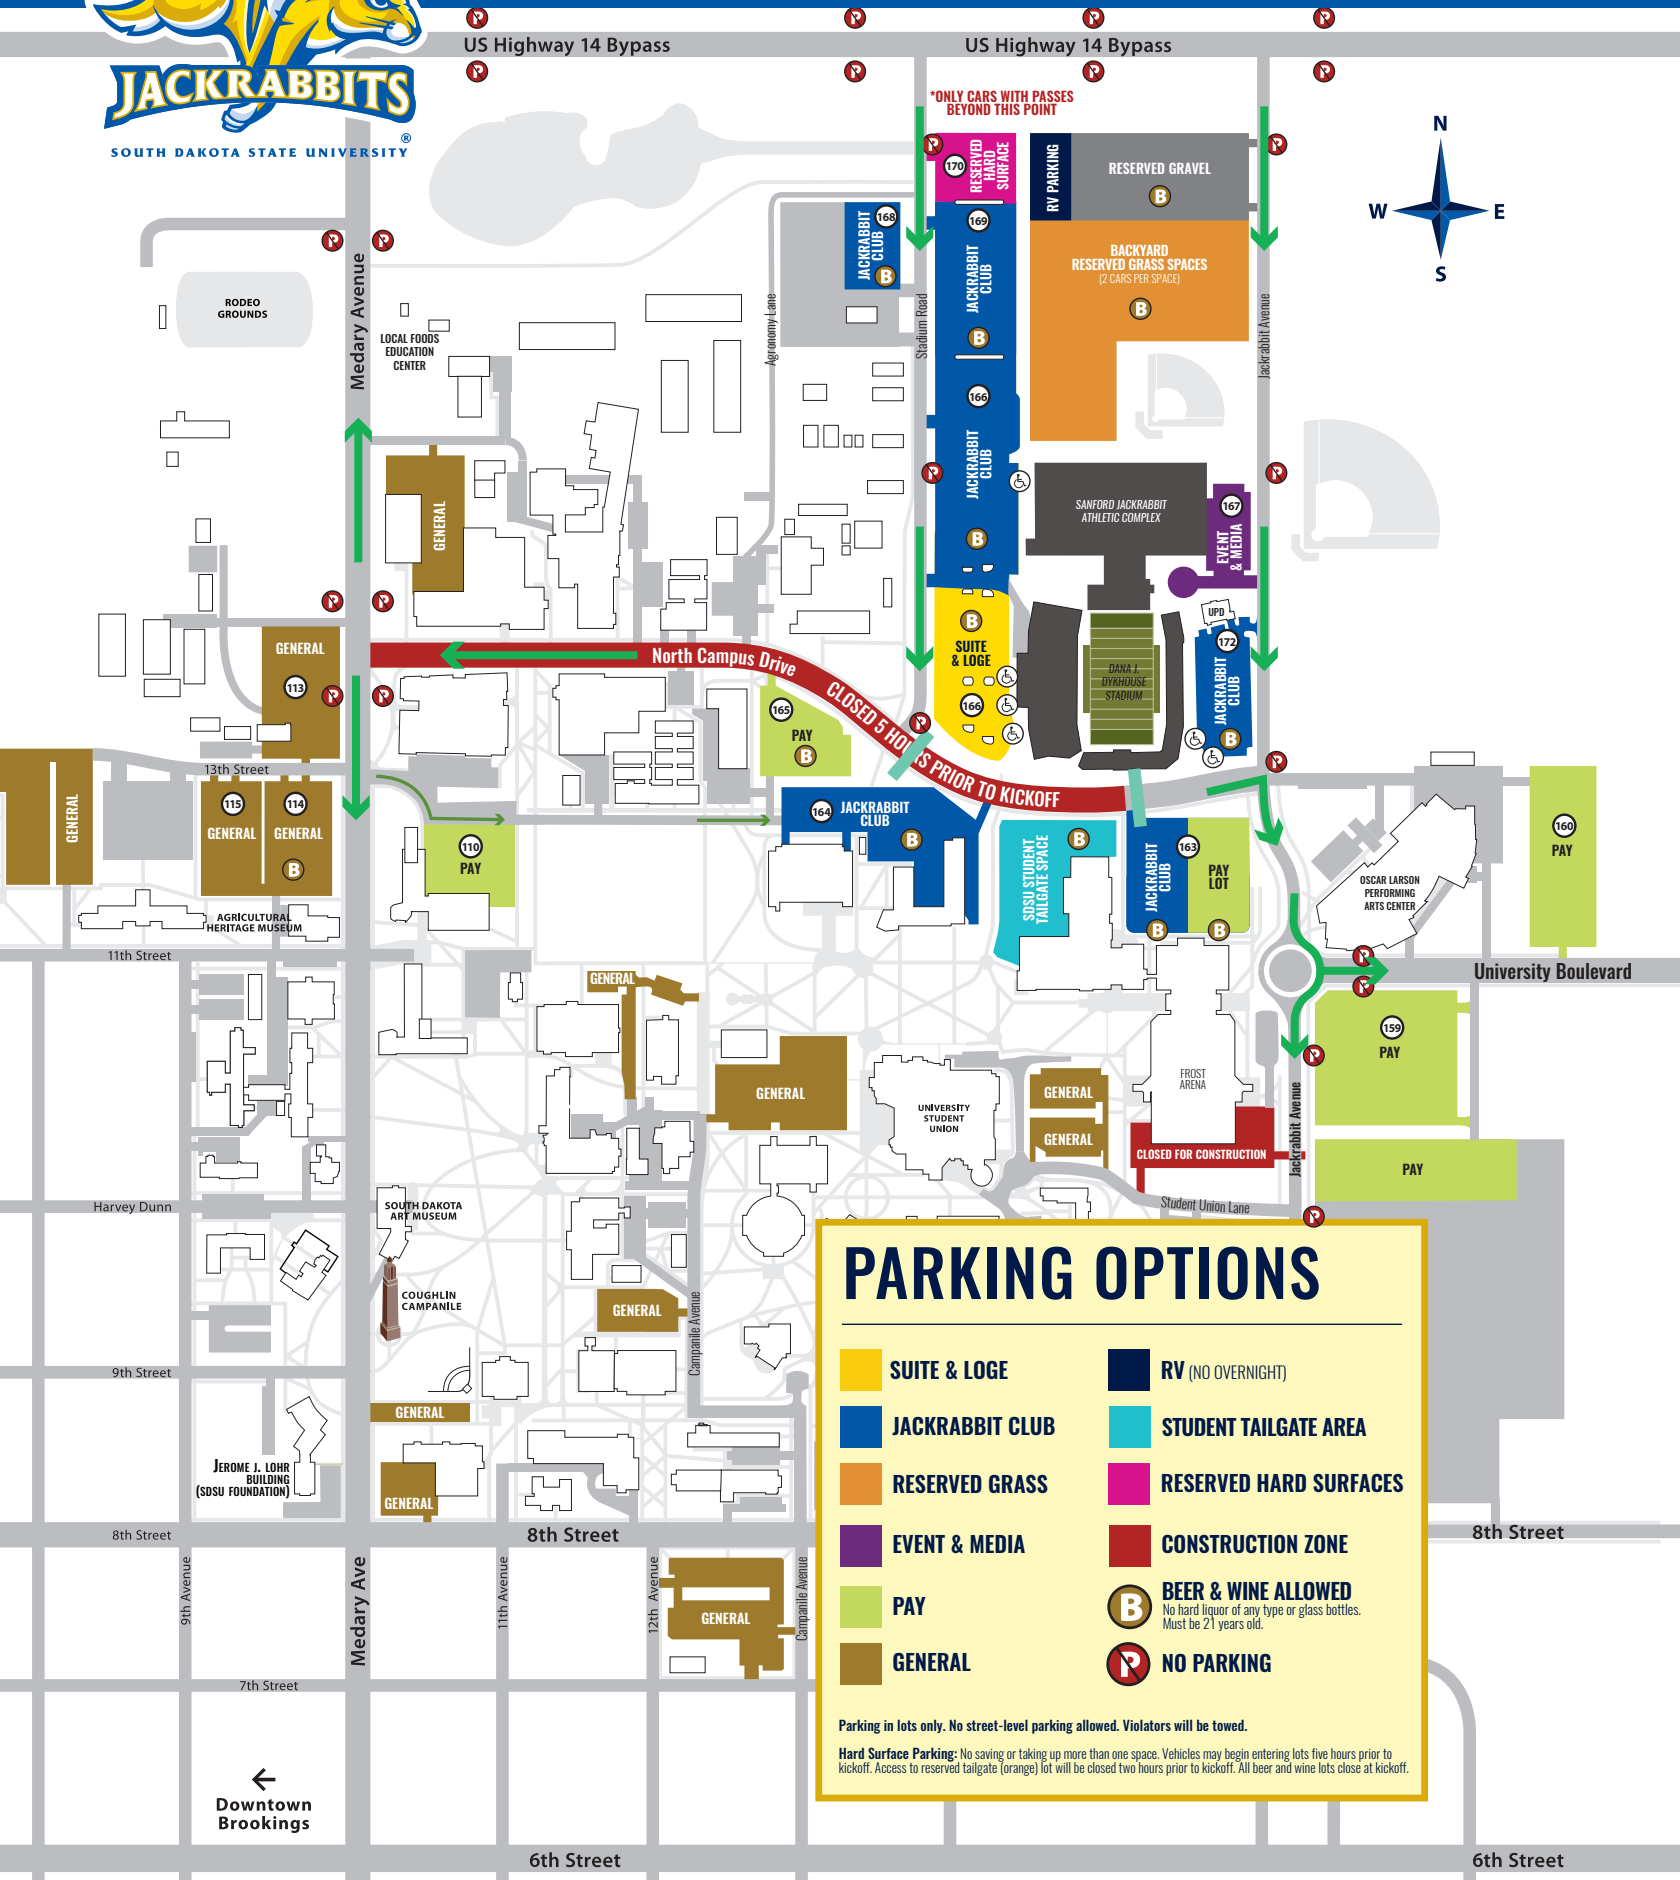 JACKRABBITS
®
SOUTH DAKOTA STATE UNIVERSITY
US Highway 14 Bypass
US Highway 14 Bypass
*ONLY CARS WITH PASSES
BEYOND THIS POINT
N
W
E
S
170
RESERVED
HARD
SURFACE
RV PARKING
RESERVED GRAVEL
B
168
JACKRABBIT
CLUB
B
169
JACKRABBIT
CLUB
B
BACKYARD
RESERVED GRASS SPACES
(2 CARS PER SPACE)
B
RODEO
GROUNDS
Medary Avenue
LOCAL FOODS
EDUCATION
CENTER
Agronomy Lane
Stadium Road
Jackrabbit Avenue
166
JACKRABBIT
CLUB
B
SANFORD JACKRABBIT
ATHLETIC COMPLEX
167
EVENT
& MEDIA
GENERAL
B
SUITE
& LOGE
166
UPD
172
JACKRABBIT
CLUB
B
DANA J.
DYKHOUSE
STADIUM
GENERAL
113
North Campus Drive
CLOSED 5 HOURS PRIOR TO KICKOFF
165
PAY
B
13th Street
GENERAL
115
GENERAL
114
GENERAL
B
110
PAY
164
JACKRABBIT
CLUB
B
SDSU STUDENT
TAILGATE SPACE
B
JACKRABBIT
CLUB
163
PAY
LOT
B
B
OSCAR LARSON
PERFORMING
ARTS CENTER
160
PAY
AGRICULTURAL
HERITAGE MUSEUM
11th Street
University Boulevard
GENERAL
159
PAY
GENERAL
UNIVERSITY
STUDENT
UNION
GENERAL
GENERAL
FROST
ARENA
CLOSED FOR CONSTRUCTION
Jackrabbit Avenue
PAY
Student Union Lane
Harvey Dunn
SOUTH DAKOTA
ART MUSEUM
COUGHLIN
CAMPANILE
GENERAL
Campanile Avenue
9th Street
GENERAL
JEROME J. LOHR
BUILDING
(SDSU FOUNDATION)
GENERAL
8th Street
8th Street
8th Street
9th Avenue
Medary Ave
11th Avenue
12th Avenue
GENERAL
Campanile Avenue
7th Street
Downtown
Brookings
6th Street
6th Street
PARKING OPTIONS
SUITE & LOGE
JACKRABBIT CLUB
RESERVED GRASS
EVENT & MEDIA
PAY
GENERAL
RV (NO OVERNIGHT)
STUDENT TAILGATE AREA
RESERVED HARD SURFACES
CONSTRUCTION ZONE
B
BEER & WINE ALLOWED
No hard liquor of any type or glass bottles.
Must be 21 years old.
P
NO PARKING
Parking in lots only. No street-level parking allowed. Violators will be towed.
Hard Surface Parking: No saving or taking up more than one space. Vehicles may begin entering lots five hours prior to
kickoff. Access to reserved tailgate (orange) lot will be closed two hours prior to kickoff. All beer and wine lots close at kickoff.